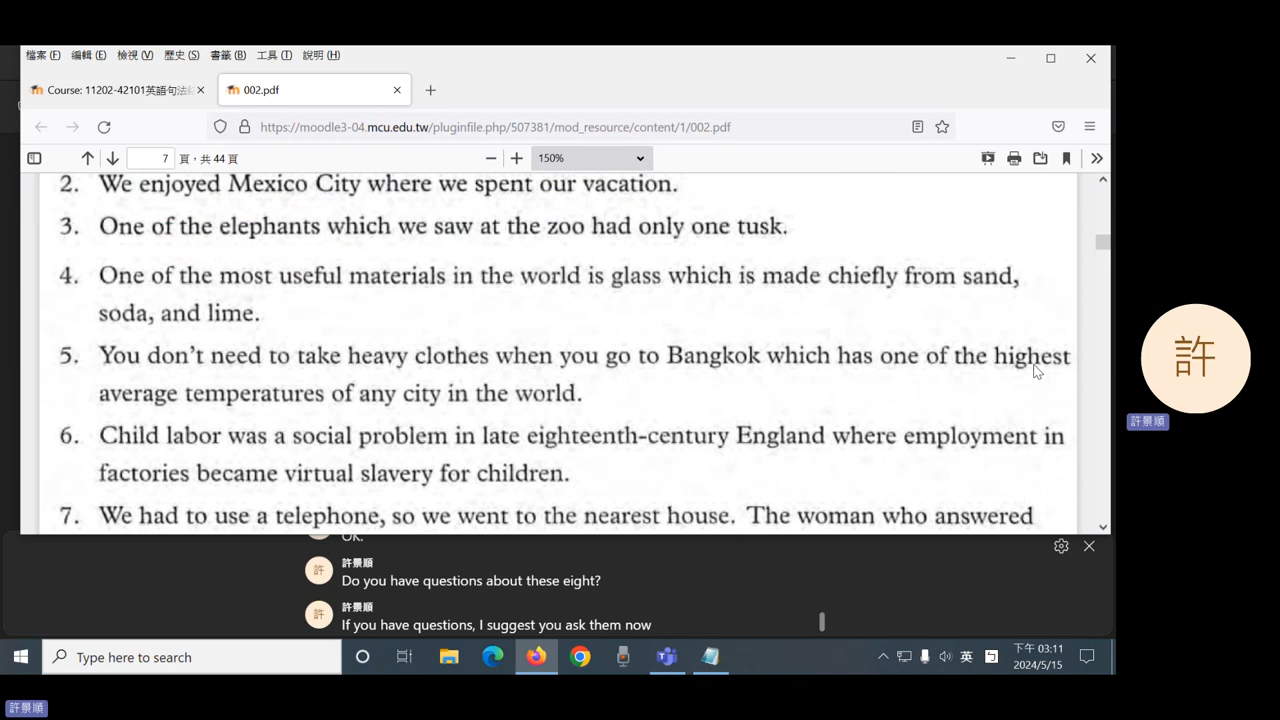 檔案 (F) 編輯 (E) 檢視 (V) 歷史 (S) 書籤 (B) 工具 (T) 說明 (H)
Course: 11202-42101英語句法
002.pdf
https://moodle3-04.mcu.edu.tw/pluginfile.php/507381/mod_resource/content/1/002.pdf
7 頁，共 44 頁
150%
2. We enjoyed Mexico City where we spent our vacation.
3. One of the elephants which we saw at the zoo had only one tusk.
4. One of the most useful materials in the world is glass which is made chiefly from sand,
soda, and lime.
5. You don't need to take heavy clothes when you go to Bangkok which has one of the highest
average temperatures of any city in the world.
6. Child labor was a social problem in late eighteenth-century England where employment in
factories became virtual slavery for children.
7. We had to use a telephone, so we went to the nearest house. The woman who answered
許
許景順
OK.
許景順
許
Do you have questions about these eight?
許景順
許
If you have questions, I suggest you ask them now
Type here to search
英
下午 03:11
2024/5/15
許景順